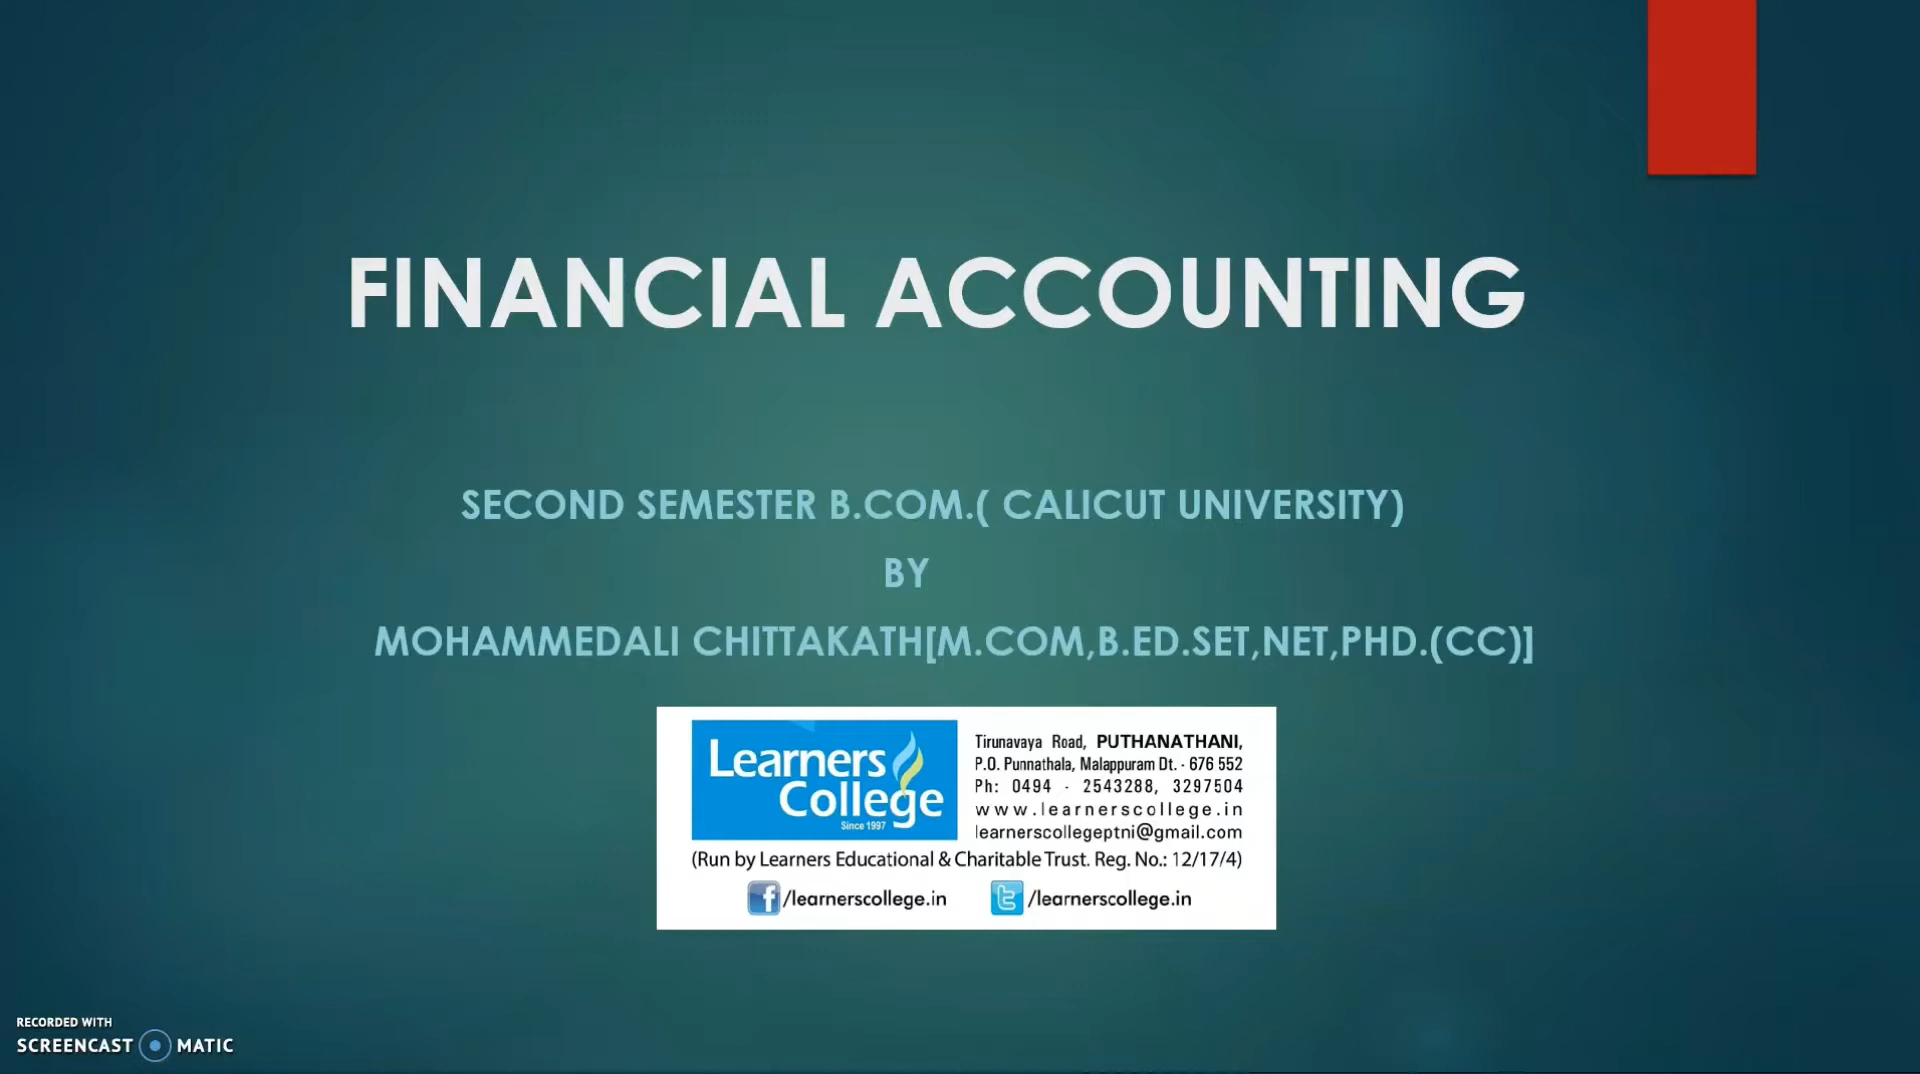 FINANCIAL ACCOUNTING
SECOND SEMESTER B.COM.( CALICUT UNIVERSITY)
BY
MOHAMMEDALI CHITTAKATH[M.COM,B.ED.SET,NET,PHD.(CC)]
Learners
College
Since 1997
Tirunavaya Road, PUTHANATHANI,
P.O. Punnathala, Malappuram Dt. - 676 552
Ph: 0494 - 2543288, 3297504
www.learnerscollege.in
learnerscollegeptni@gmail.com
(Run by Learners Educational & Charitable Trust. Reg. No.: 12/17/4)
f /learnerscollege.in t /learnerscollege.in
RECORDED WITH
SCREENCAST MATIC